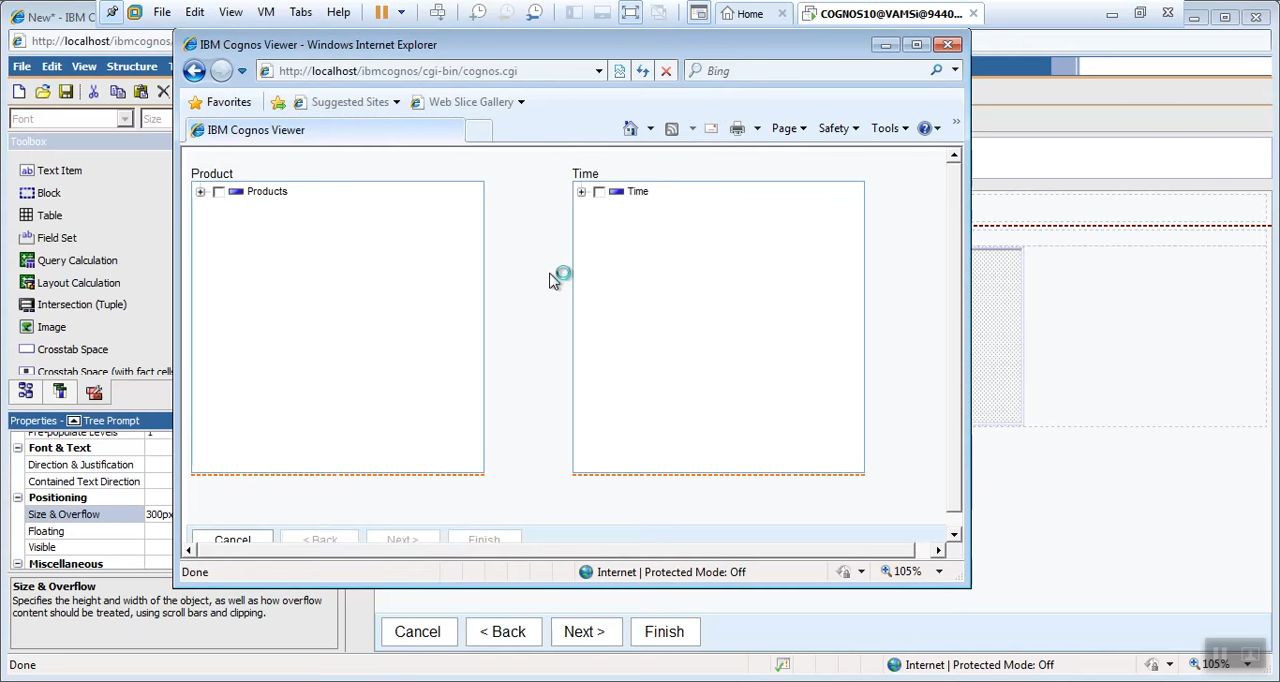 New* - IBM C
File Edit View VM Tabs Help
Home
COGNOS10@VAMSi@9440...
http://localhost/ibmcognos
File Edit View Structure T
Font
Size
Toolbox
Text Item
Block
Table
Field Set
Query Calculation
Layout Calculation
Intersection (Tuple)
Image
Crosstab Space
Crosstab Space (with fact cells
Properties - Tree Prompt
Pre-populate Levels 1
Font & Text
Direction & Justification
Contained Text Direction
Positioning
Size & Overflow 300px
Floating
Visible
Miscellaneous
Size & Overflow
Specifies the height and width of the object, as well as how overflow
content should be treated, using scroll bars and clipping.
Done
IBM Cognos Viewer - Windows Internet Explorer
http://localhost/ibmcognos/cgi-bin/cognos.cgi
Bing
Favorites
Suggested Sites
Web Slice Gallery
IBM Cognos Viewer
Page
Safety
Tools
Product
Products
Time
Time
Cancel
< Back
Next >
Finish
Done
Internet | Protected Mode: Off
105%
Cancel
< Back
Next >
Finish
Internet | Protected Mode: Off
105%